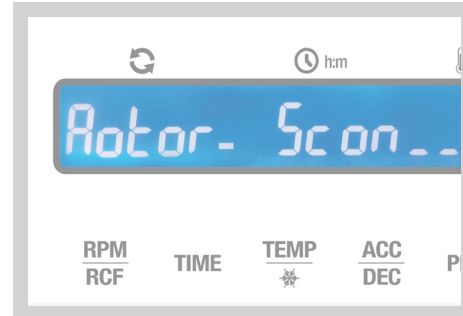 h:m
Rotor- Scan_ _
RPM TIME TEMP ACC
RCF DEC